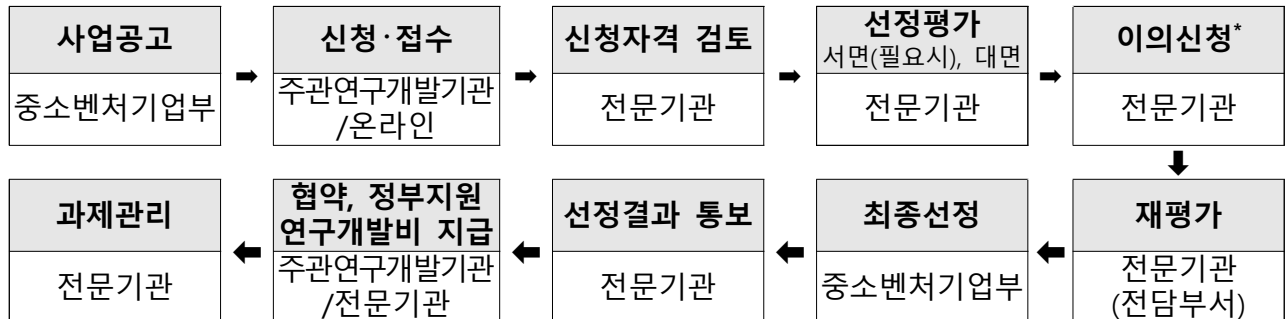 사업공고
중소벤처기업부
신청·접수
주관연구개발기관
/온라인
신청자격 검토
전문기관
선정평가
서면(필요시), 대면
전문기관
이의신청*
전문기관
재평가
전문기관
(전담부서)
최종선정
중소벤처기업부
선정결과 통보
전문기관
협약, 정부지원
연구개발비 지급
주관연구개발기관
/전문기관
과제관리
전문기관